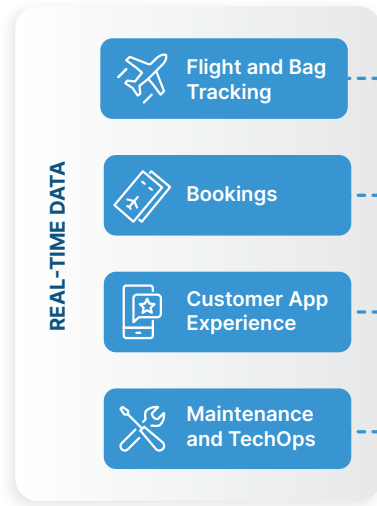 REAL-TIME DATA
Flight and Bag
Tracking
Bookings
Customer App
Experience
Maintenance
and TechOps